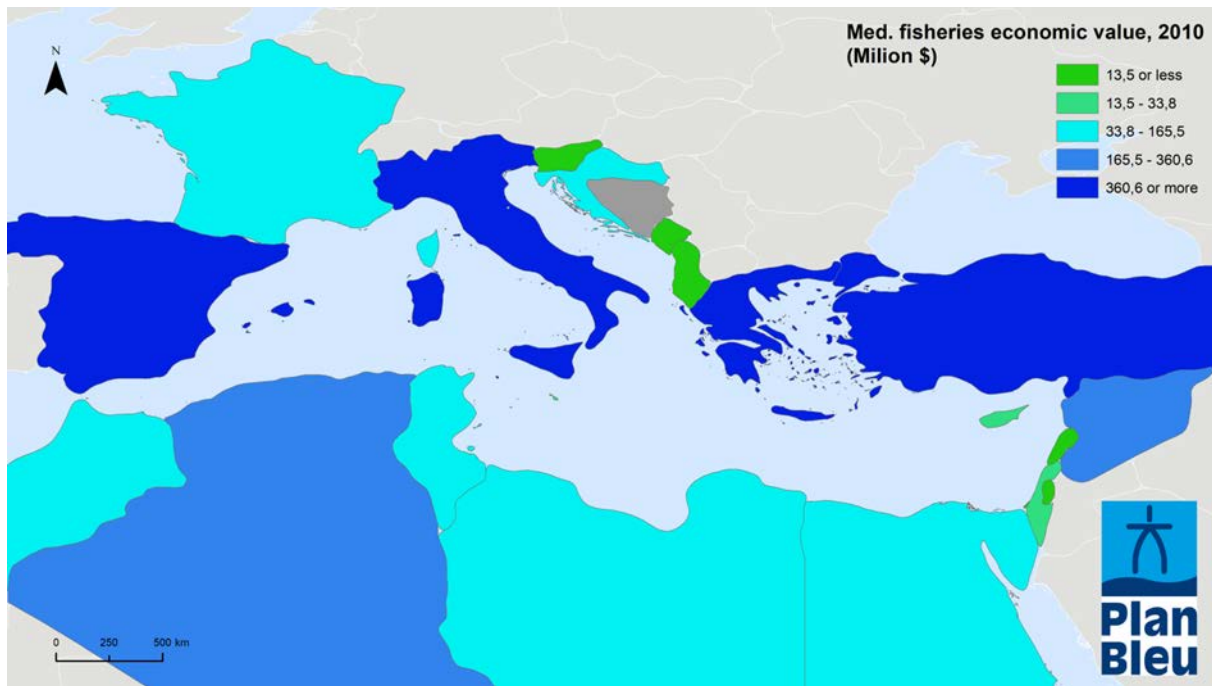 Med. fisheries economic value, 2010
(Milion $)
13,5 or less
13,5 - 33,8
33,8 - 165,5
165,5 - 360,6
360,6 or more
N
0 250 500 km
Plan
Bleu